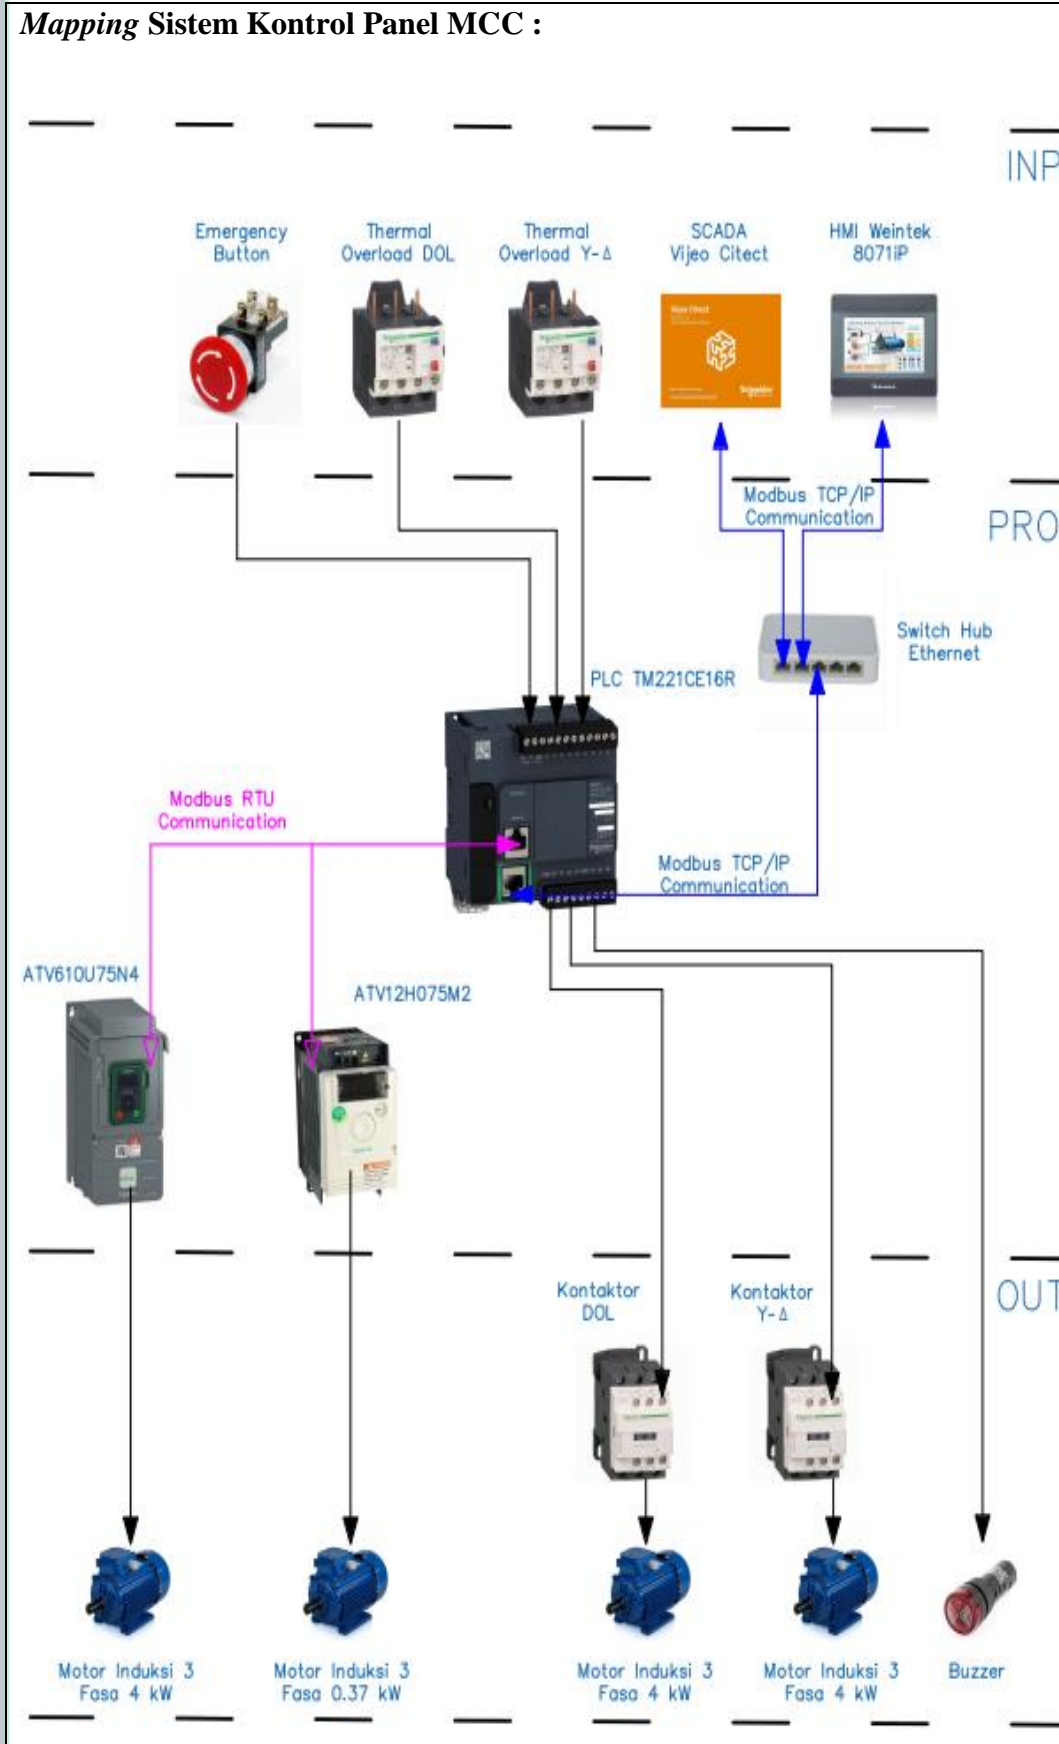 Mapping Sistem Kontrol Panel MCC :
INP
Emergency
Button
Thermal
Overload DOL
Thermal
Overload Y-Δ
SCADA
Vijeo Citect
HMI Weintek
8071iP
Modbus TCP/IP
Communication
PRO
Switch Hub
Ethernet
PLC TM221CE16R
Modbus RTU
Communication
Modbus TCP/IP
Communication
ATV610U75N4
ATV12H075M2
OUT
Kontaktor
DOL
Kontaktor
Y-Δ
Motor Induksi 3
Fasa 4 kW
Motor Induksi 3
Fasa 0.37 kW
Motor Induksi 3
Fasa 4 kW
Motor Induksi 3
Fasa 4 kW
Buzzer